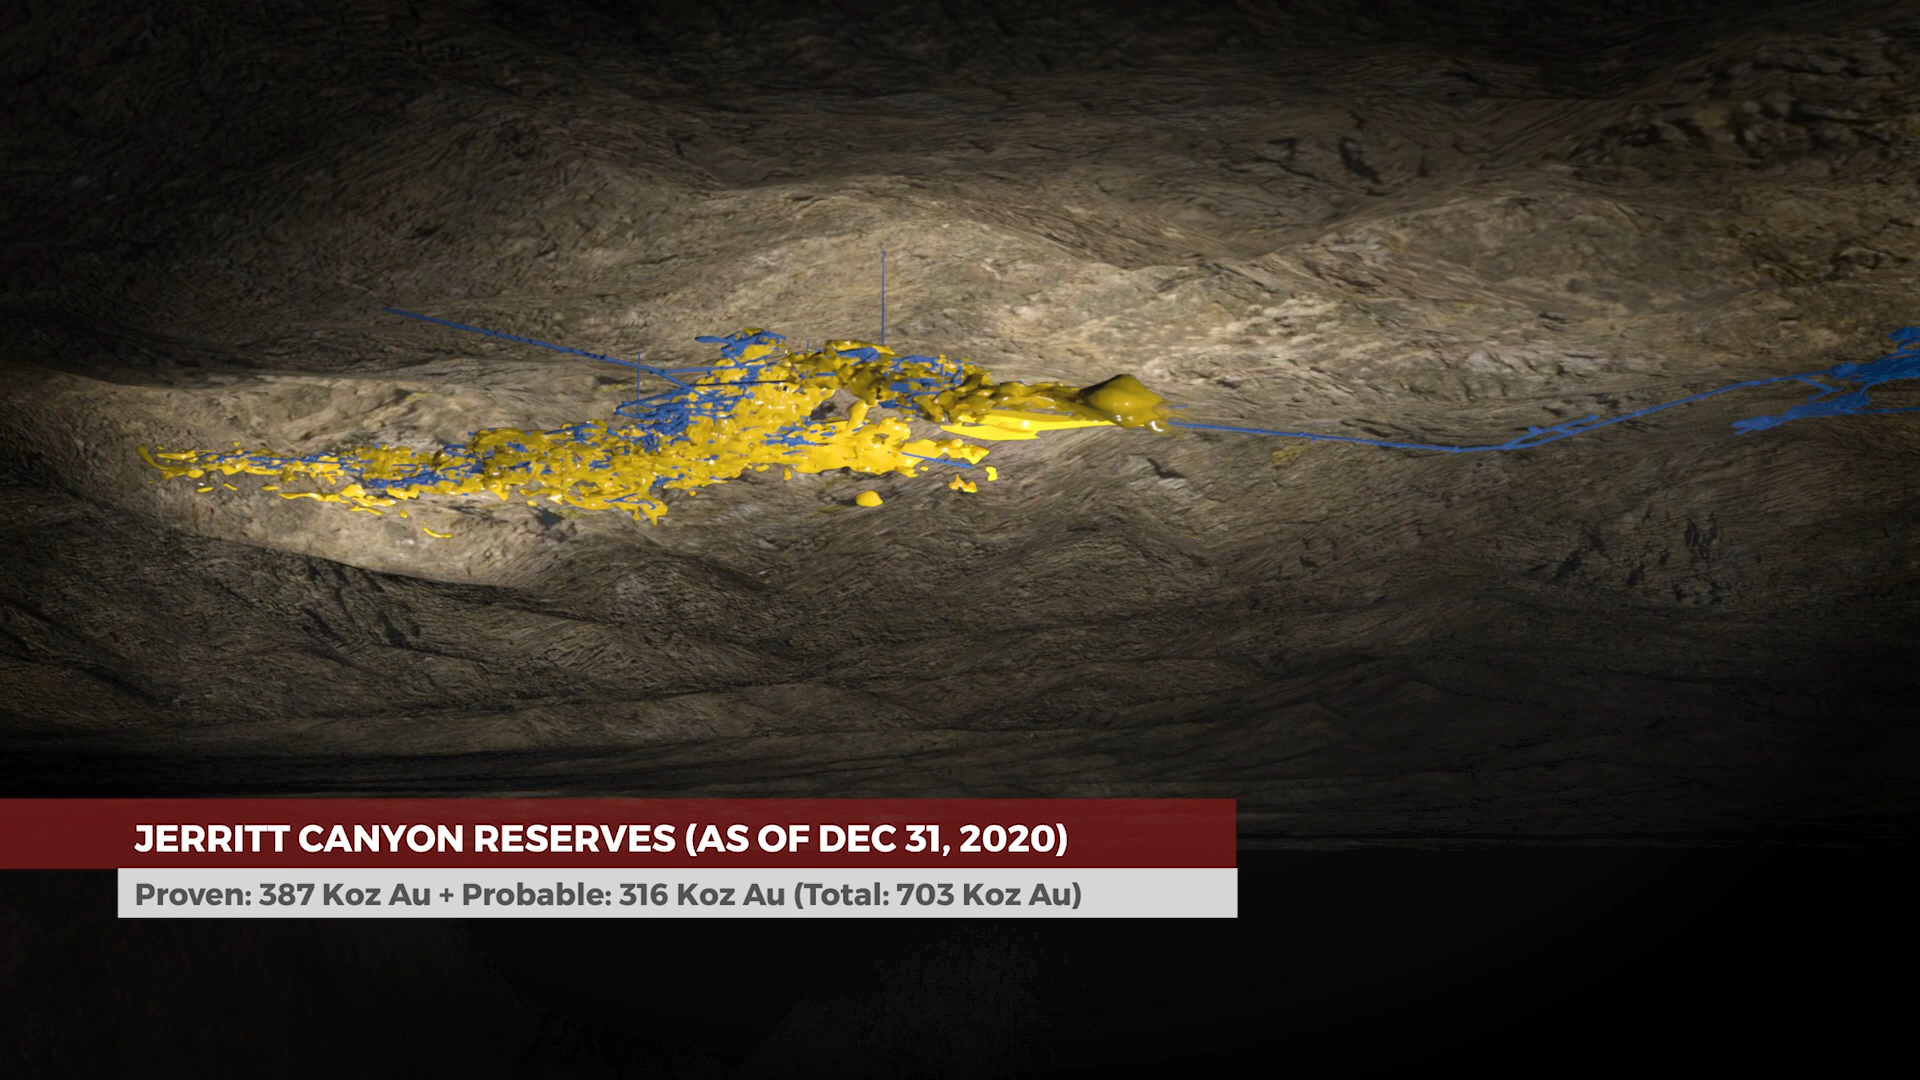 JERRITT CANYON RESERVES (AS OF DEC 31, 2020)
Proven: 387 Koz Au + Probable: 316 Koz Au (Total: 703 Koz Au)